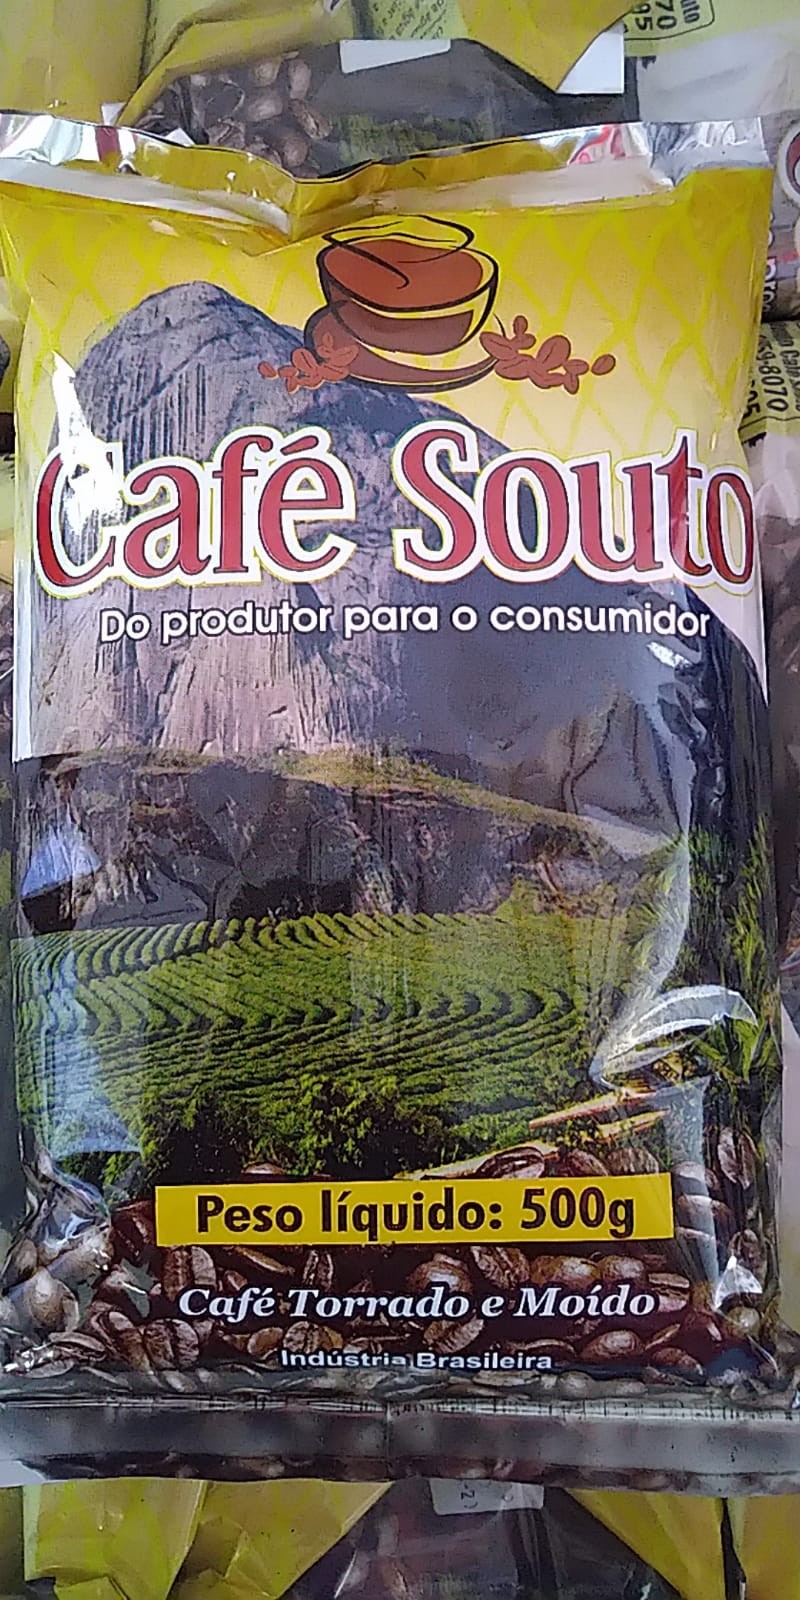 Café Souto
Do produtor para o consumidor
Peso líquido: 500g
Café Torrado e Moído
Indústria Brasileira